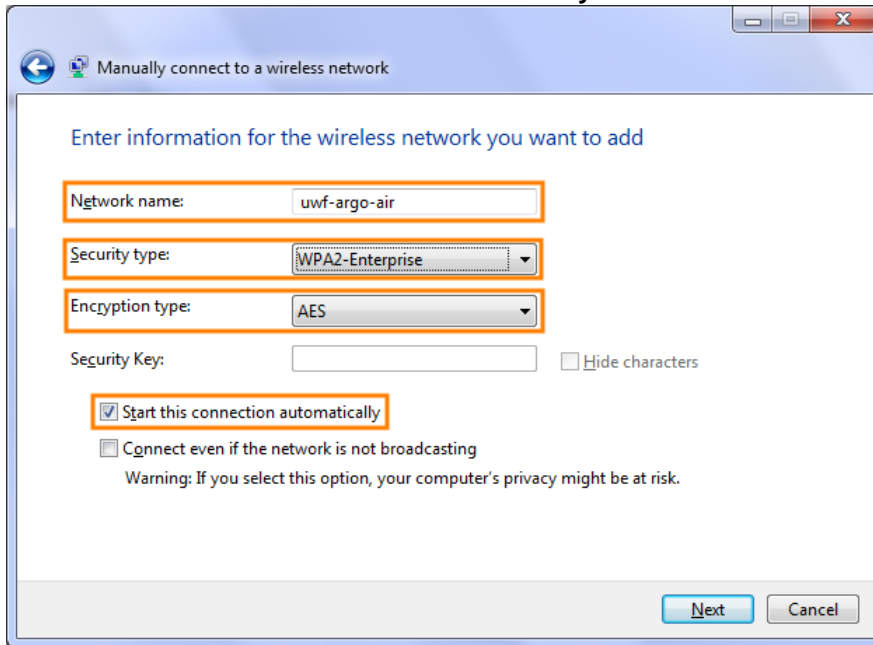 Manually connect to a wireless network
Enter information for the wireless network you want to add
Network name: uwf-argo-air
Security type: WPA2-Enterprise
Encryption type: AES
Security Key: Hide characters
Start this connection automatically
Connect even if the network is not broadcasting
Warning: If you select this option, your computer's privacy might be at risk.
Next Cancel